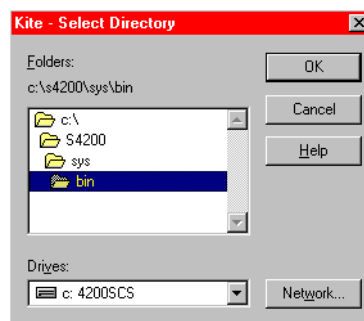 Kite - Select Directory
Folders:
c:\s4200\sys\bin
OK
Cancel
Help
c:\
S4200
sys
bin
Drives:
c: 4200SCS
Network...